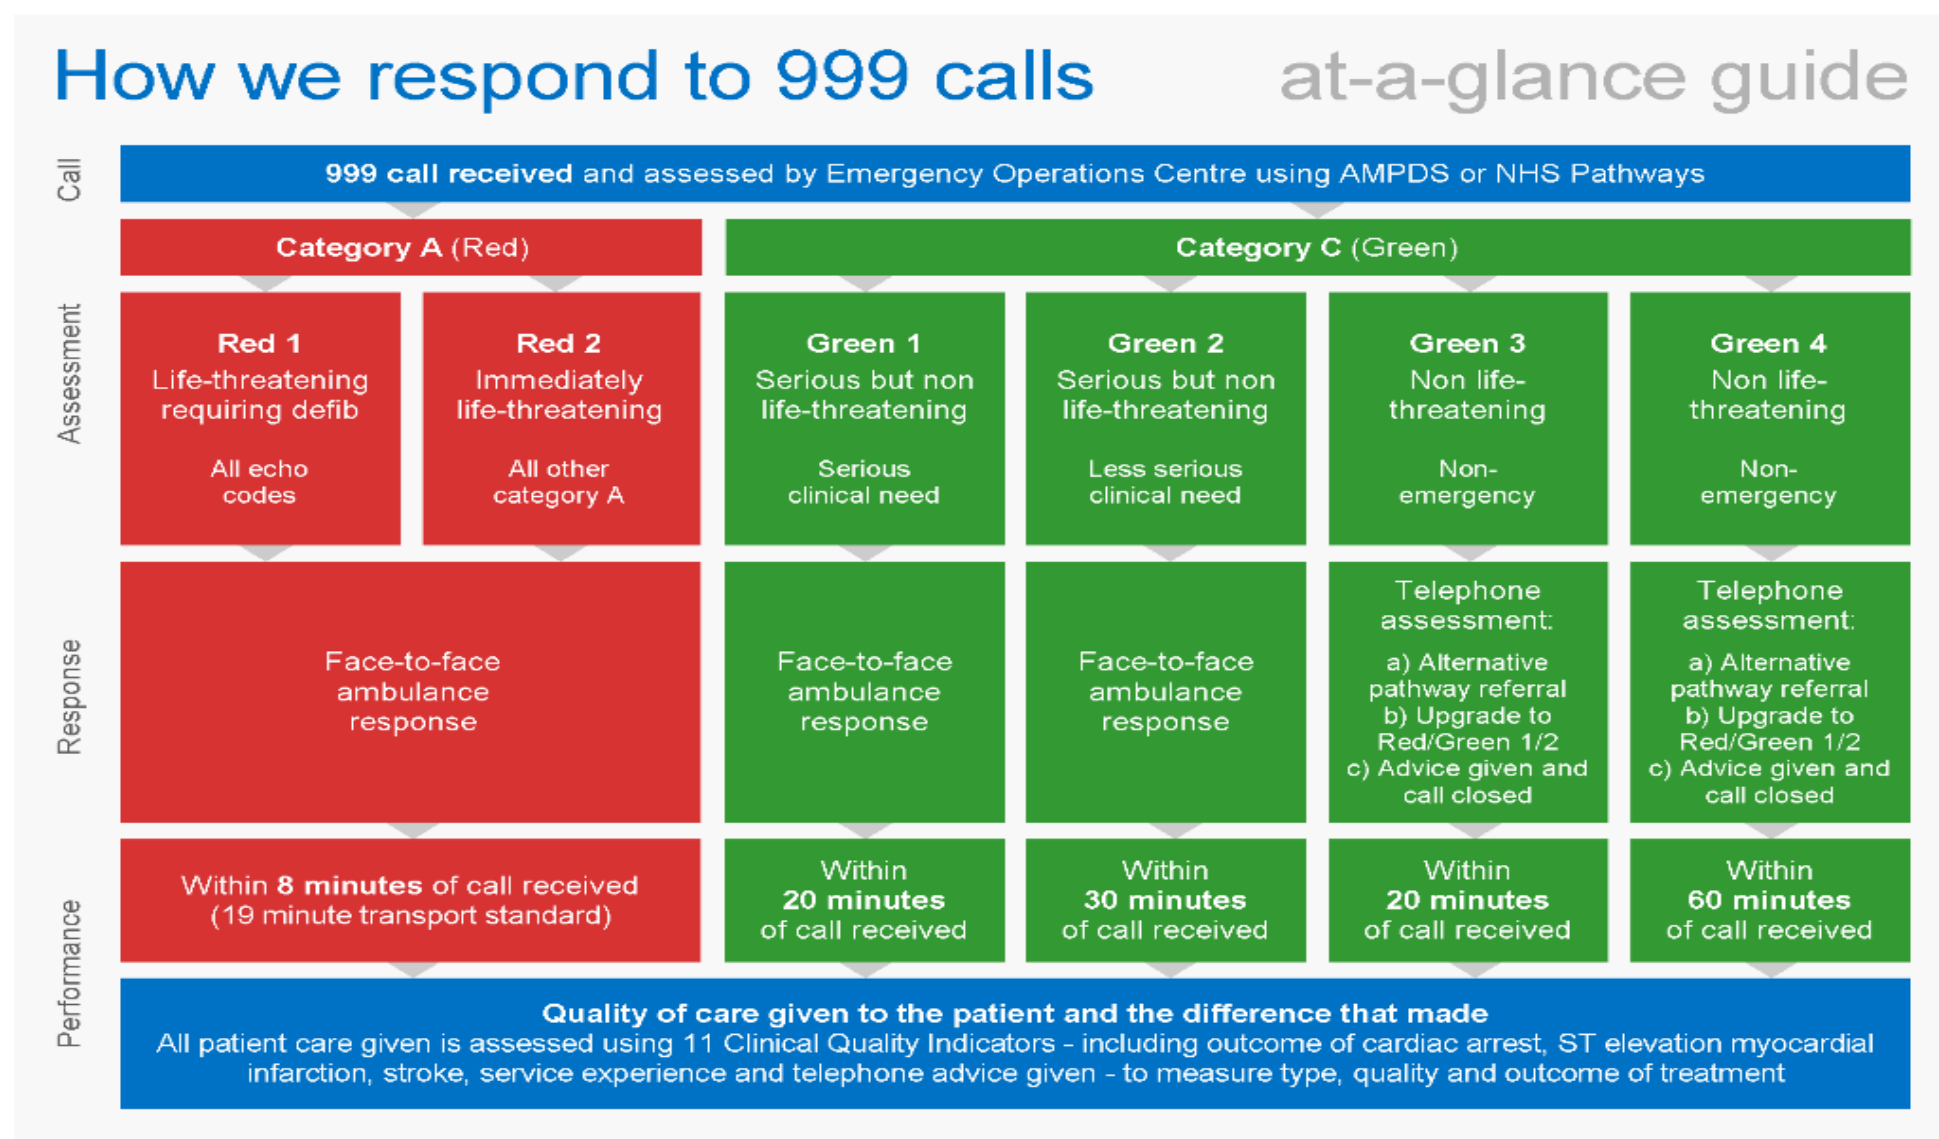 How we respond to 999 calls
at-a-glance guide
Call
999 call received and assessed by Emergency Operations Centre using AMPDS or NHS Pathways
Category A (Red)
Category C (Green)
Assessment
Red 1
Life-threatening
requiring defib
All echo
codes
Red 2
Immediately
life-threatening
All other
category A
Green 1
Serious but non
life-threatening
Serious
clinical need
Green 2
Serious but non
life-threatening
Less serious
clinical need
Green 3
Non life-
threatening
Non-
emergency
Green 4
Non life-
threatening
Non-
emergency
Response
Face-to-face
ambulance
response
Face-to-face
ambulance
response
Face-to-face
ambulance
response
Telephone
assessment:
a) Alternative
pathway referral
b) Upgrade to
Red/Green 1/2
c) Advice given and
call closed
Telephone
assessment:
a) Alternative
pathway referral
b) Upgrade to
Red/Green 1/2
c) Advice given and
call closed
Performance
Within 8 minutes of call received
(19 minute transport standard)
Within
20 minutes
of call received
Within
30 minutes
of call received
Within
20 minutes
of call received
Within
60 minutes
of call received
Quality of care given to the patient and the difference that made
All patient care given is assessed using 11 Clinical Quality Indicators - including outcome of cardiac arrest, ST elevation myocardial
infarction, stroke, service experience and telephone advice given - to measure type, quality and outcome of treatment